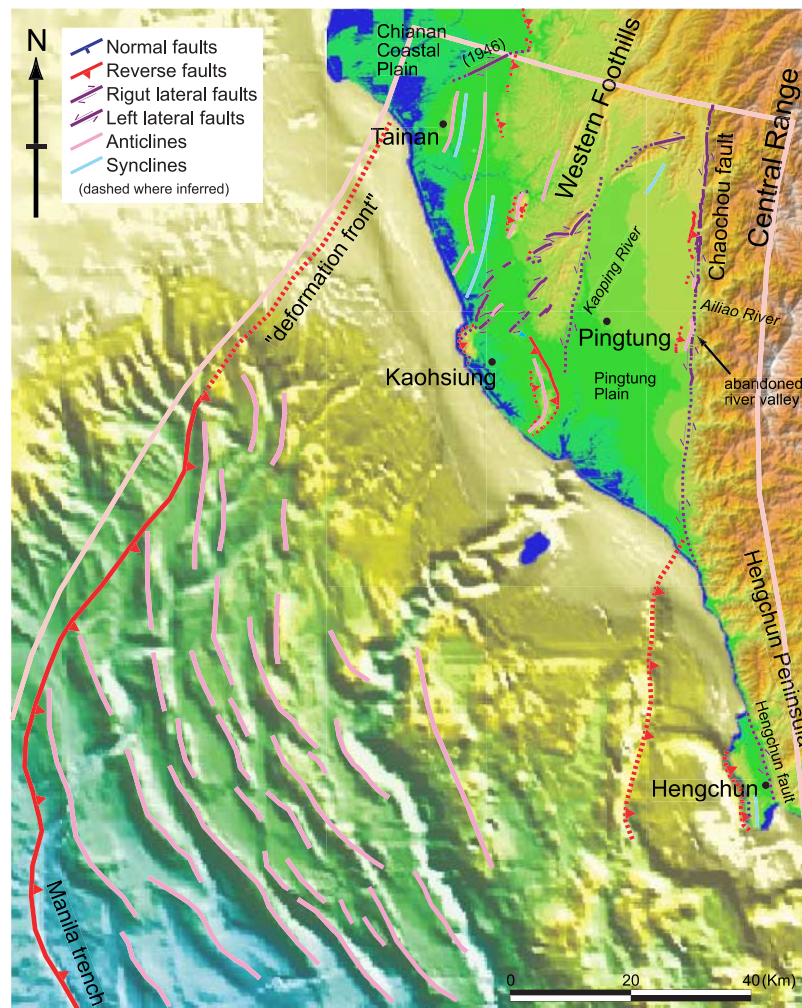 N
Normal faults
Reverse faults
Rigut lateral faults
Left lateral faults
Anticlines
Synclines
(dashed where inferred)
Chianan
Coastal
Plain
(1946)
Western Foothills
Central Range
Tainan
Chaochou fault
"deformation front"
Kaoping River
Ailiao River
Pingtung
Kaohsiung
Pingtung
Plain
abandoned
river valley
Hengchun Peninsula
Hengchun fault
Hengchun
Manila trench
0 20 40(Km)